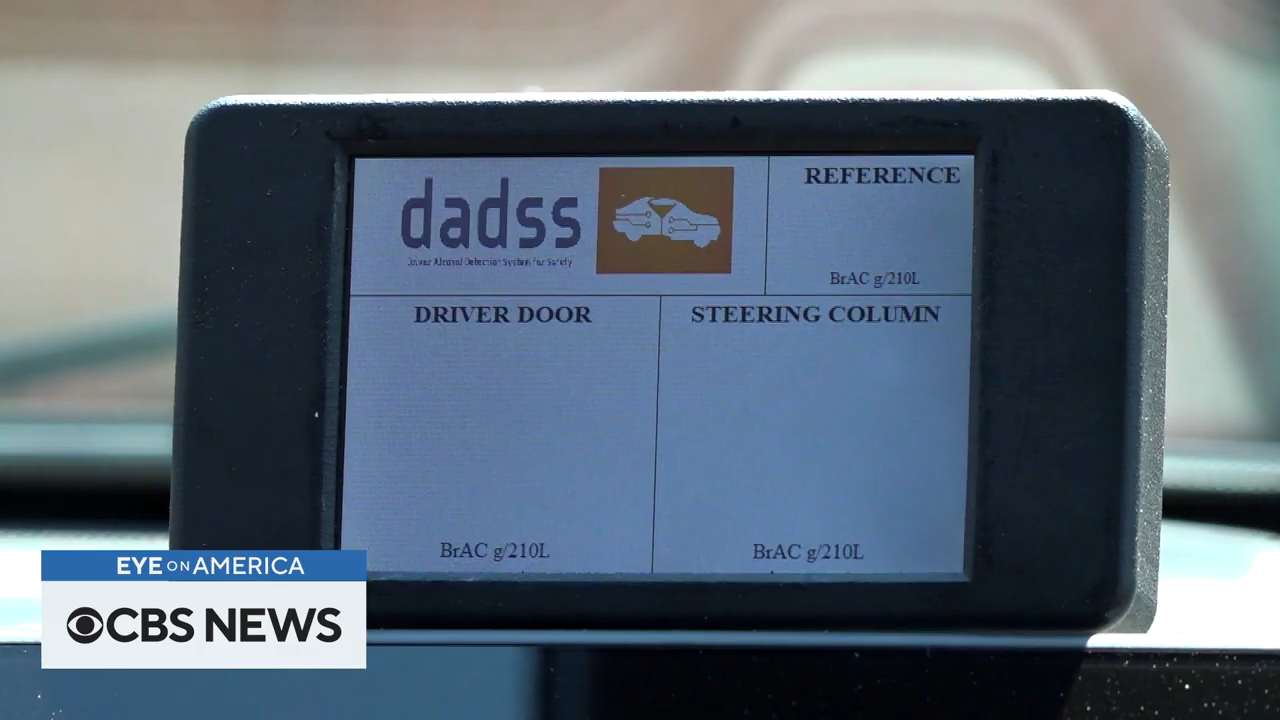 dadss
Driver Alcohol Detection System for Safety
REFERENCE
BrAC g/210L
DRIVER DOOR
STEERING COLUMN
BrAC g/210L
BrAC g/210L
EYE ON AMERICA
CBS NEWS